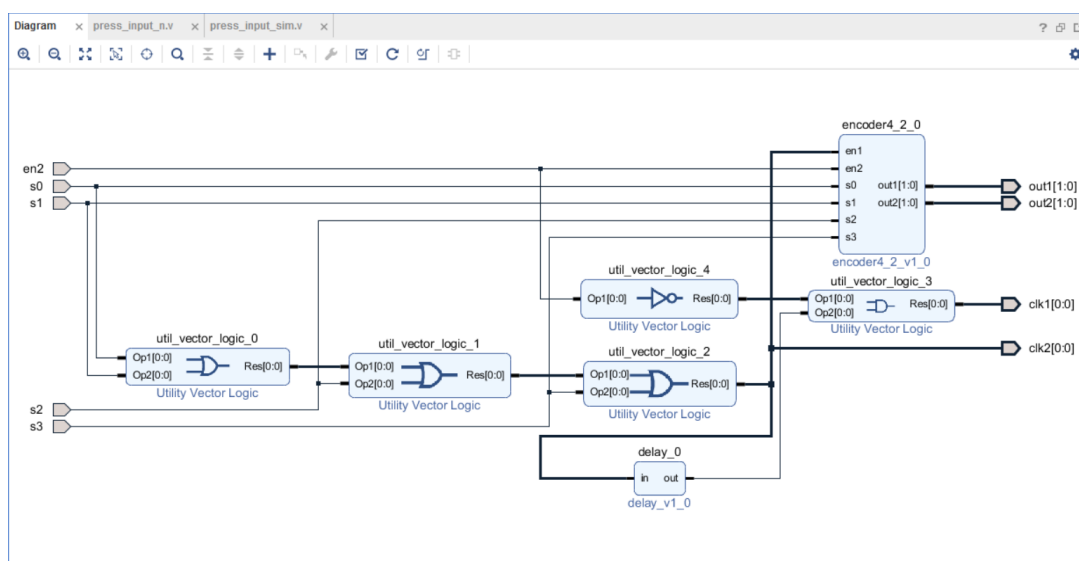 Diagram × press_input_n.v × press_input_sim.v ×
encoder4_2_0
en1
en2
s0 out1[1:0]
s1 out2[1:0]
s2
s3
encoder4_2_v1_0
en2
s0
s1
out1[1:0]
out2[1:0]
util_vector_logic_4
Op1[0:0] Res[0:0]
Utility Vector Logic
util_vector_logic_3
Op1[0:0] Res[0:0]
Op2[0:0]
Utility Vector Logic
clk1[0:0]
clk2[0:0]
util_vector_logic_0
Op1[0:0] Res[0:0]
Op2[0:0]
Utility Vector Logic
util_vector_logic_1
Op1[0:0] Res[0:0]
Op2[0:0]
Utility Vector Logic
util_vector_logic_2
Op1[0:0] Res[0:0]
Op2[0:0]
Utility Vector Logic
s2
s3
delay_0
in out
delay_v1_0